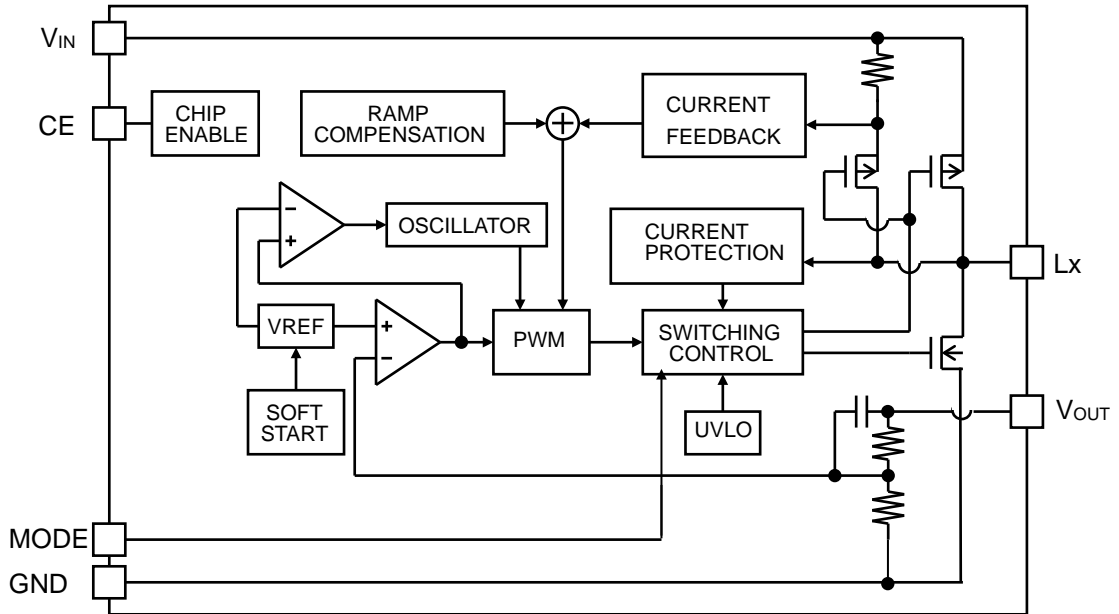 VIN
CE
CHIP
ENABLE
RAMP
COMPENSATION
+
CURRENT
FEEDBACK
−
+
OSCILLATOR
CURRENT
PROTECTION
Lx
VREF
+
−
PWM
SWITCHING
CONTROL
SOFT
START
UVLO
VOUT
MODE
GND